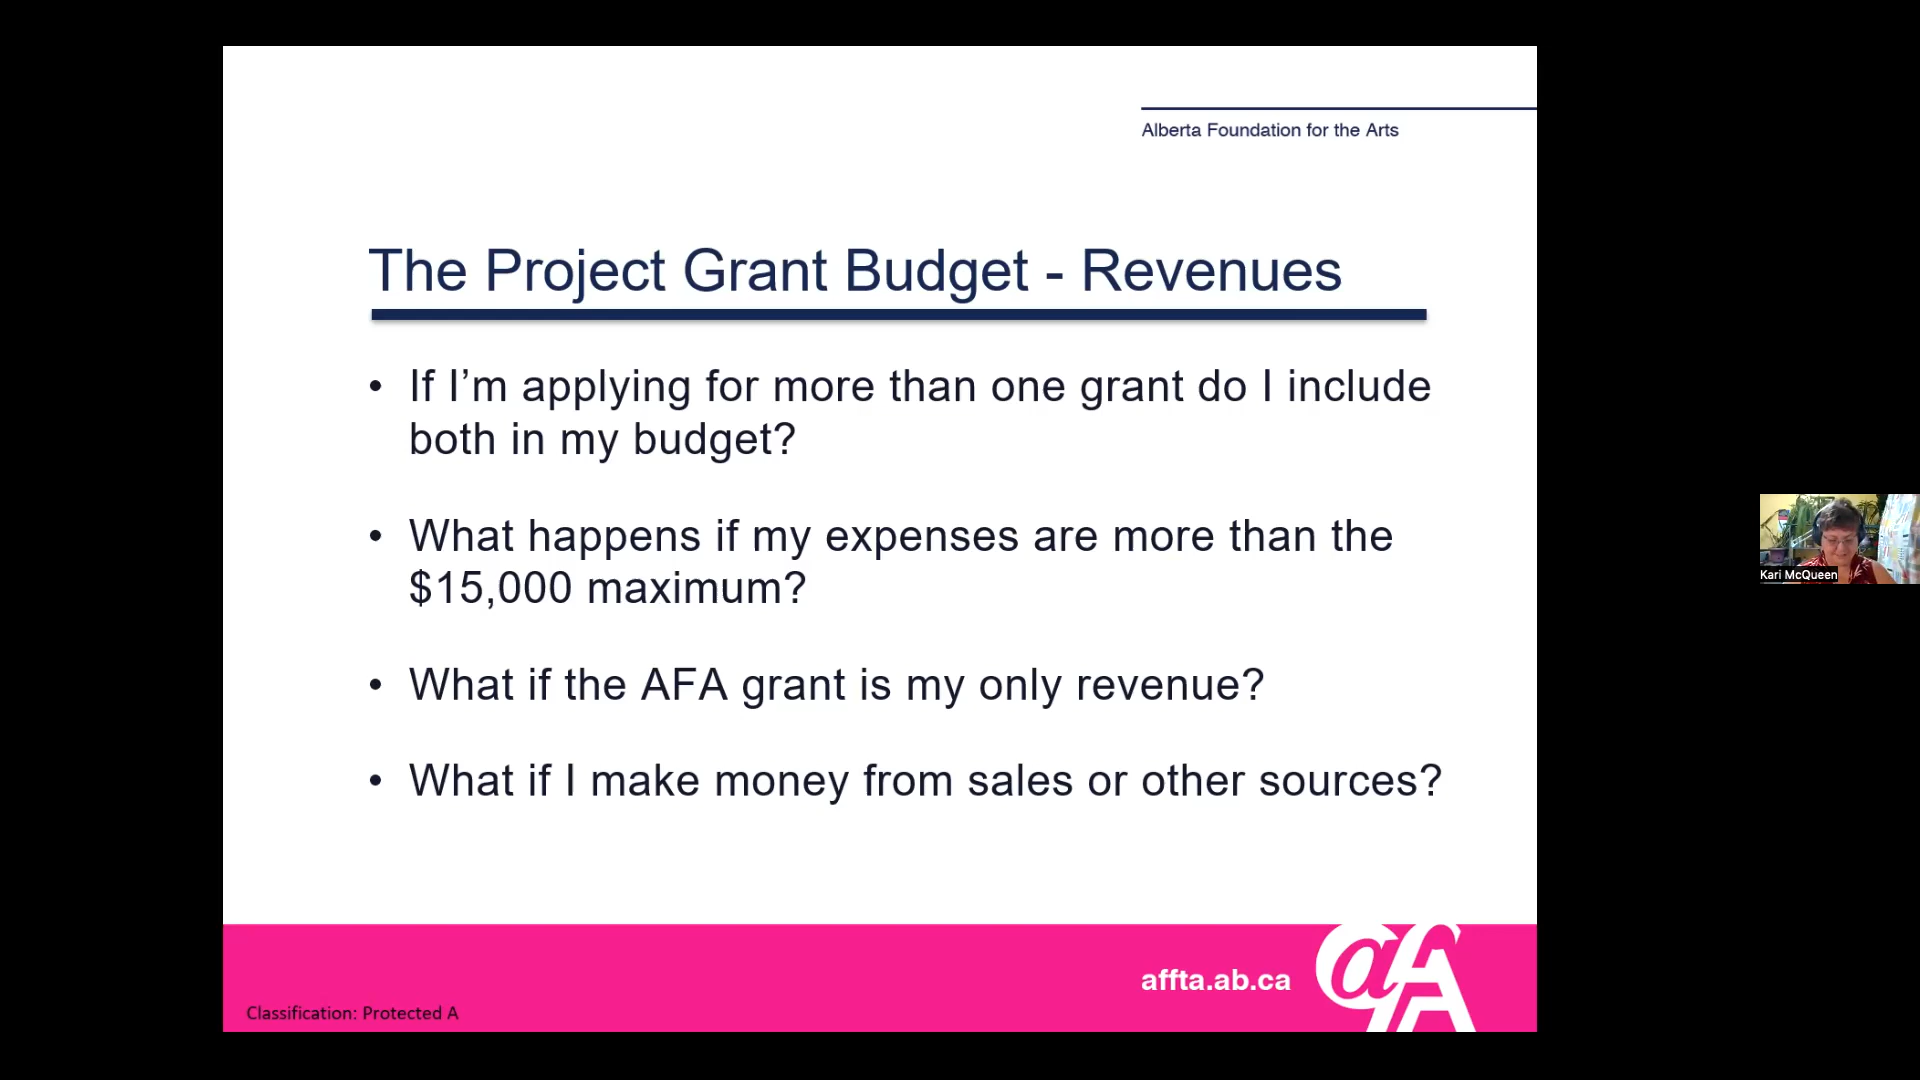 Alberta Foundation for the Arts
The Project Grant Budget - Revenues
• If I’m applying for more than one grant do I include
both in my budget?
• What happens if my expenses are more than the
$15,000 maximum?
• What if the AFA grant is my only revenue?
• What if I make money from sales or other sources?
Kari McQueen
affta.ab.ca
afA
Classification: Protected A